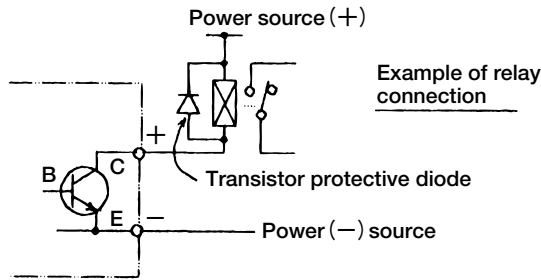 Power source (+)
Example of relay
connection
+
C
B
Transistor protective diode
E
−
Power (−) source